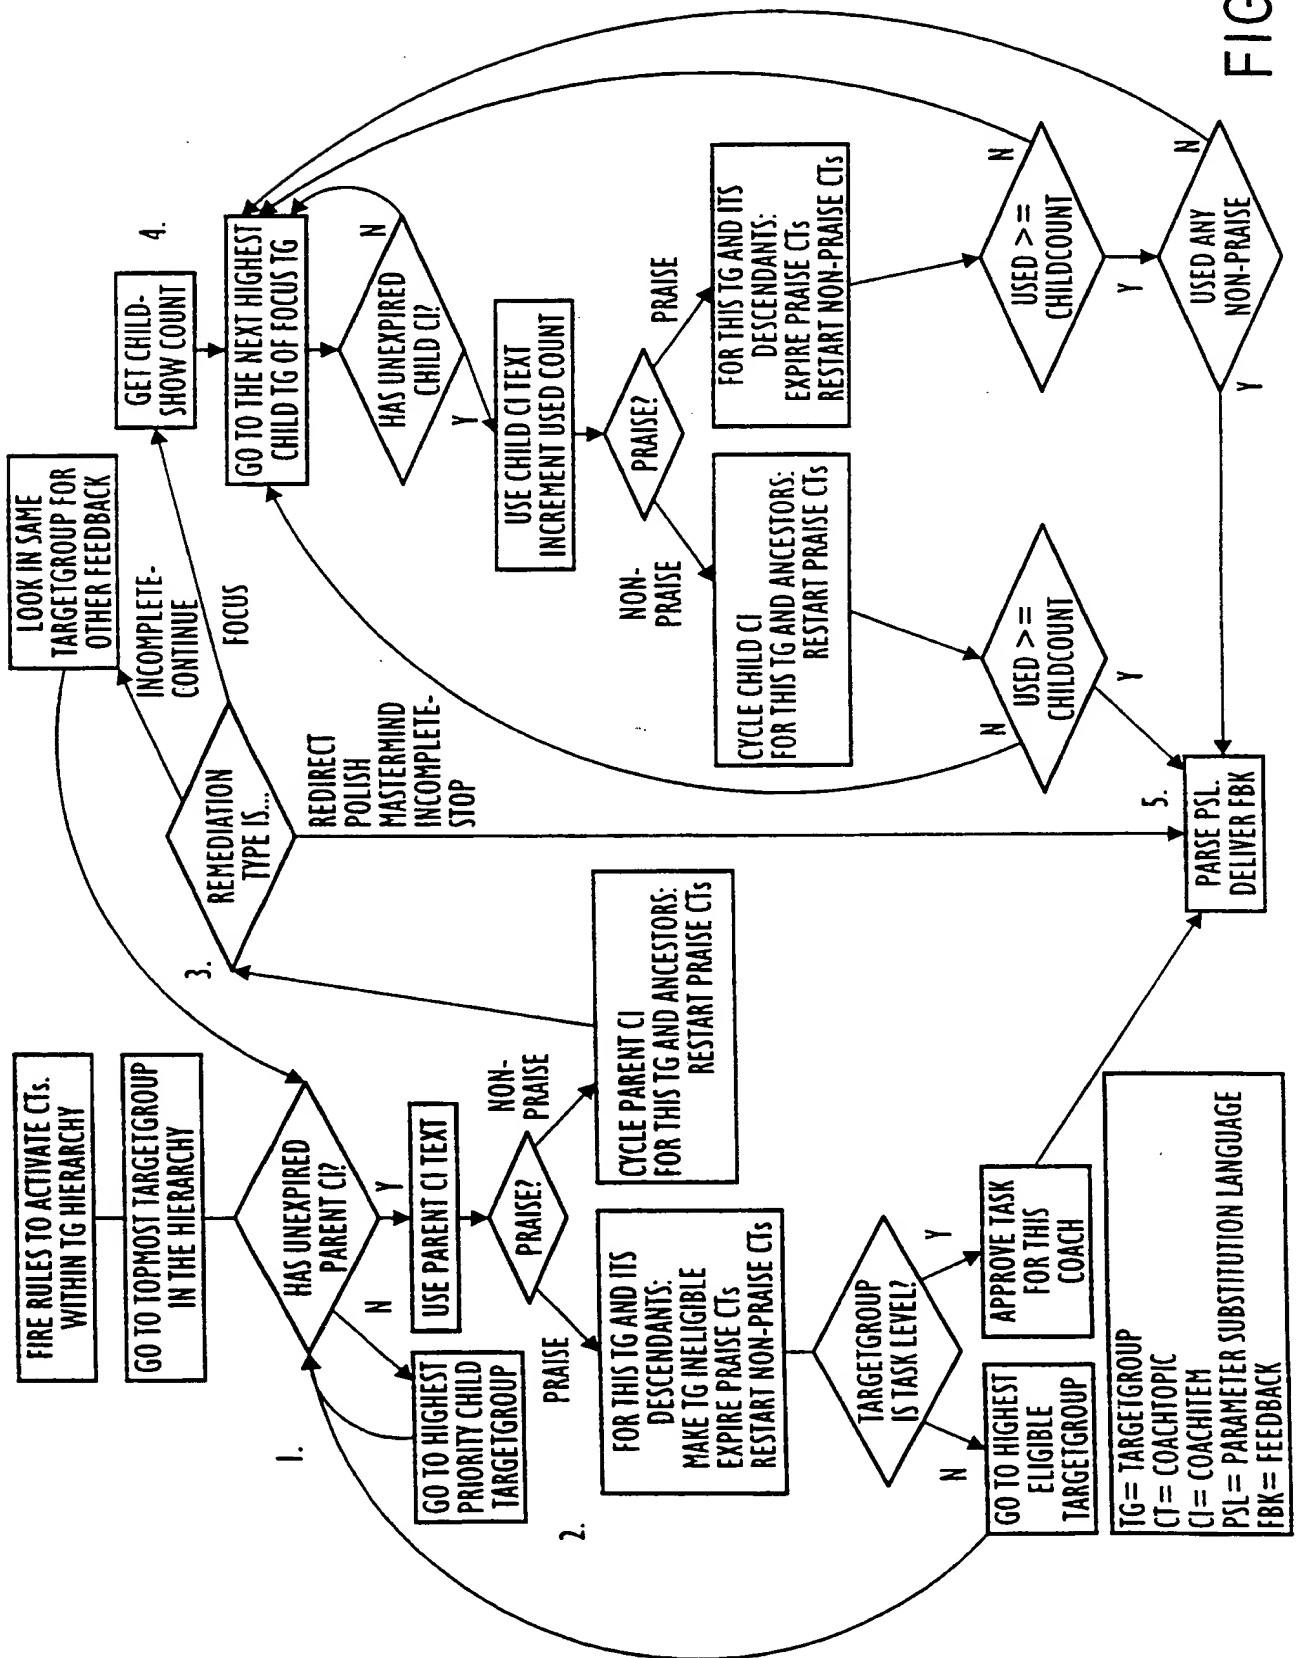 FIRE RULES TO ACTIVATE CTs.
WITHIN TG HIERARCHY
GO TO TOPMOST TARGETGROUP
IN THE HIERARCHY
1.
HAS UNEXPIRED
PARENT CI?
N
Y
GO TO HIGHEST
PRIORITY CHILD
TARGETGROUP
USE PARENT CI TEXT
2.
PRAISE?
PRAISE
NON-
PRAISE
FOR THIS TG AND ITS
DESCENDANTS:
MAKE TG INELIGIBLE
EXPIRE PRAISE CTs
RESTART NON-PRAISE CTs
CYCLE PARENT CI
FOR THIS TG AND ANCESTORS:
RESTART PRAISE CTs
TARGETGROUP
IS TASK LEVEL?
N
Y
GO TO HIGHEST
ELIGIBLE
TARGETGROUP
APPROVE TASK
FOR THIS
COACH
TG= TARGETGROUP
CT= COACHTOPIC
CI= COACHITEM
PSL= PARAMETER SUBSTITUTION LANGUAGE
FBK= FEEDBACK
3.
REMEDIATION
TYPE IS...
LOOK IN SAME
TARGETGROUP FOR
OTHER FEEDBACK
INCOMPLETE-
CONTINUE
FOCUS
REDIRECT
POLISH
MASTERMIND
INCOMPLETE-
STOP
4.
GET CHILD-
SHOW COUNT
GO TO THE NEXT HIGHEST
CHILD TG OF FOCUS TG
HAS UNEXPIRED
CHILD CI?
N
Y
USE CHILD CI TEXT
INCREMENT USED COUNT
PRAISE?
NON-
PRAISE
PRAISE
CYCLE CHILD CI
FOR THIS TG AND ANCESTORS:
RESTART PRAISE CTs
FOR THIS TG AND ITS
DESCENDANTS:
EXPIRE PRAISE CTs
RESTART NON-PRAISE CTs
USED >=
CHILDCOUNT
N
Y
USED >=
CHILDCOUNT
N
Y
USED ANY
NON-PRAISE
N
Y
5.
PARSE PSL.
DELIVER FBK
FIG